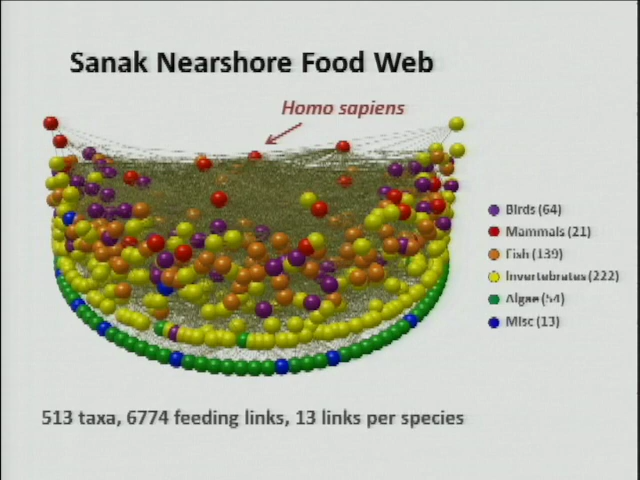 Sanak Nearshore Food Web
Homo sapiens
Birds (64)
Mammals (21)
Fish (139)
Invertebrates (222)
Algae (54)
Misc (13)
513 taxa, 6774 feeding links, 13 links per species